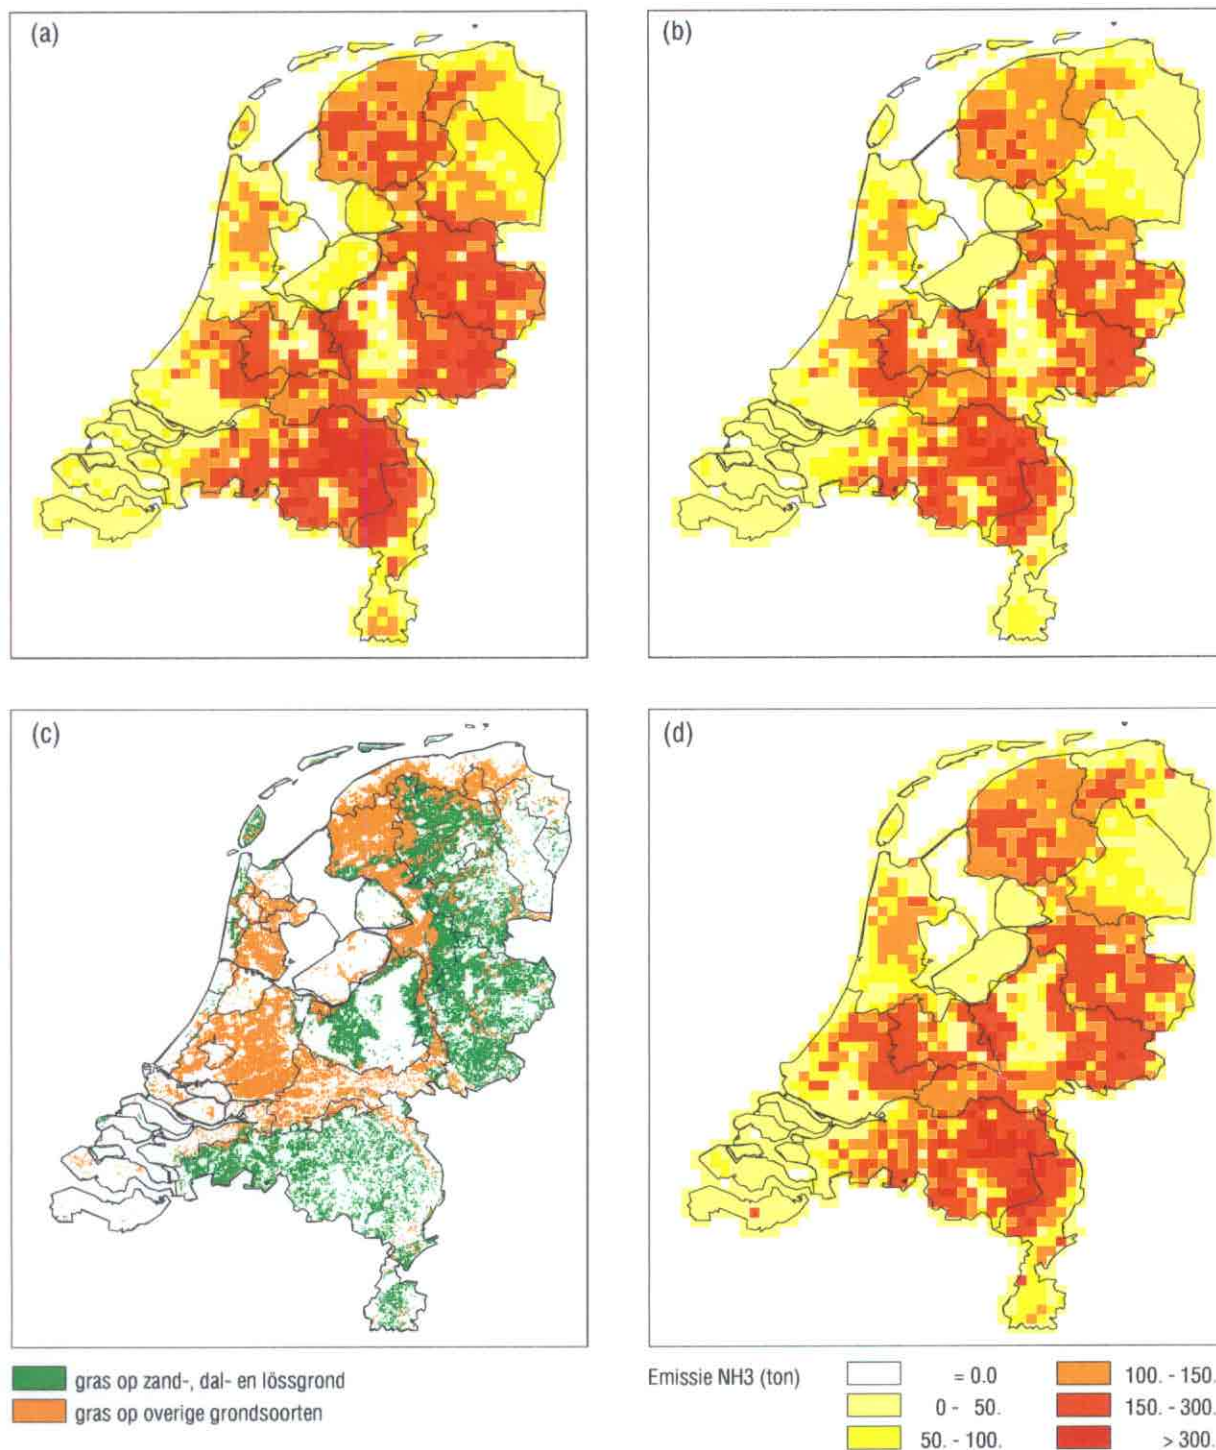 (a)
(b)
(c)
(d)
gras op zand-, dal- en lössgrond
gras op overige grondsoorten
Emissie NH3 (ton)
= 0.0
0 - 50.
50. - 100.
100. - 150.
150. - 300.
> 300.